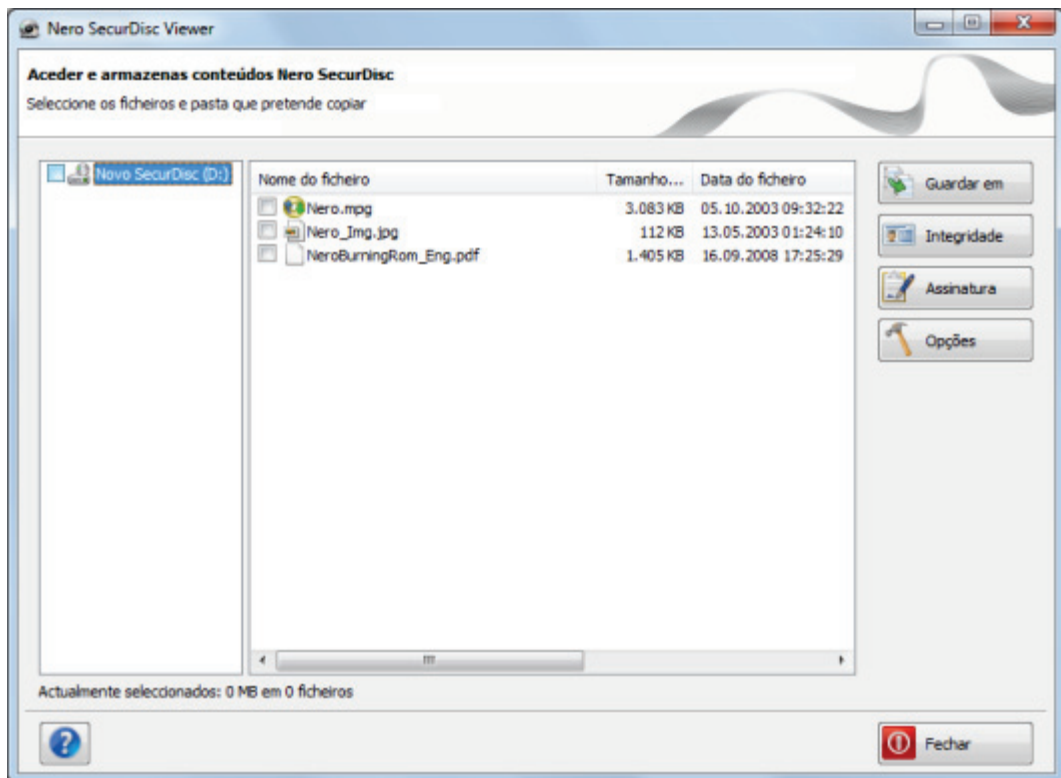 Nero SecurDisc Viewer
Aceder e armazenas conteúdos Nero SecurDisc
Seleccione os ficheiros e pasta que pretende copiar
Novo SecurDisc (D:)
Nome do ficheiro Tamanho... Data do ficheiro
Nero.mpg 3.083 KB 05.10.2003 09:32:22
Nero_Img.jpg 112 KB 13.05.2003 01:24:10
NeroBurningRom_Eng.pdf 1.405 KB 16.09.2008 17:25:29
Guardar em
Integridade
Assinatura
Opções
Actualmente seleccionados: 0 MB em 0 ficheiros
Fechar